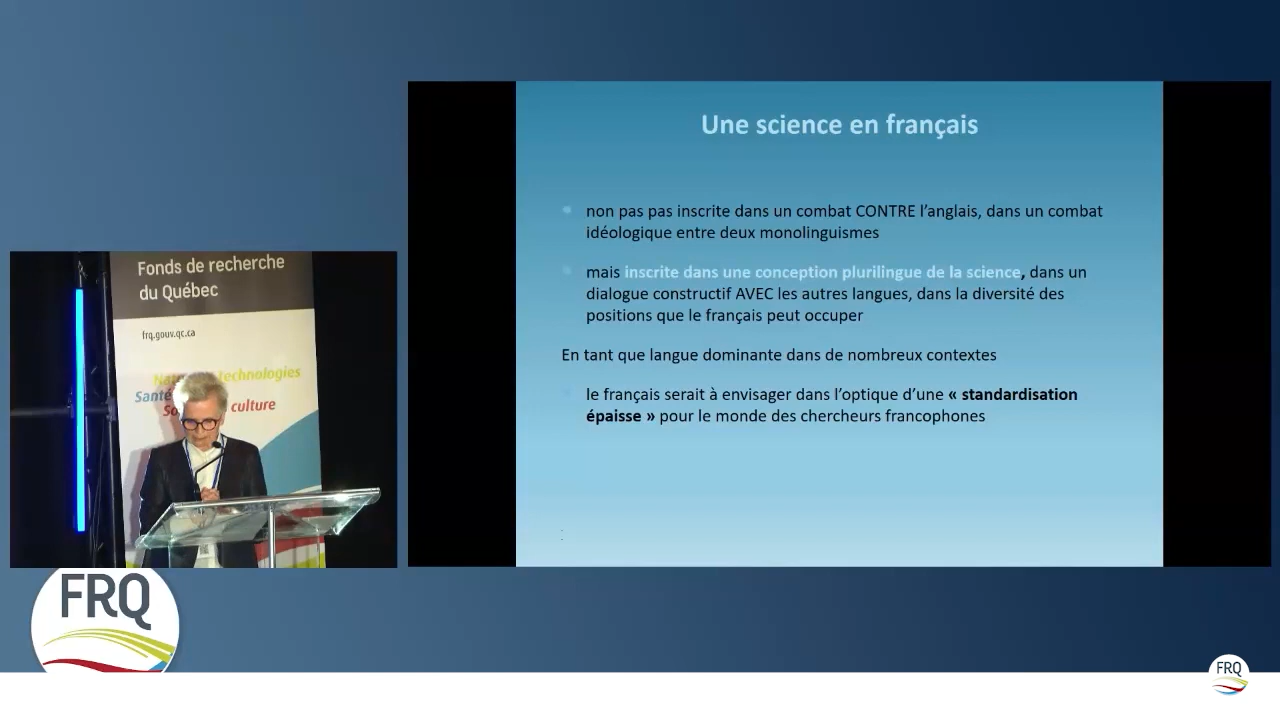 Une science en français
non pas pas inscrite dans un combat CONTRE l’anglais, dans un combat
idéologique entre deux monolinguismes
mais inscrite dans une conception plurilingue de la science, dans un
dialogue constructif AVEC les autres langues, dans la diversité des
positions que le français peut occuper
En tant que langue dominante dans de nombreux contextes
le français serait à envisager dans l’optique d’une « standardisation
épaisse » pour le monde des chercheurs francophones
Fonds de recherche
du Québec
frq.gouv.qc.ca
technologies
Santé
culture
FRQ
FRQ